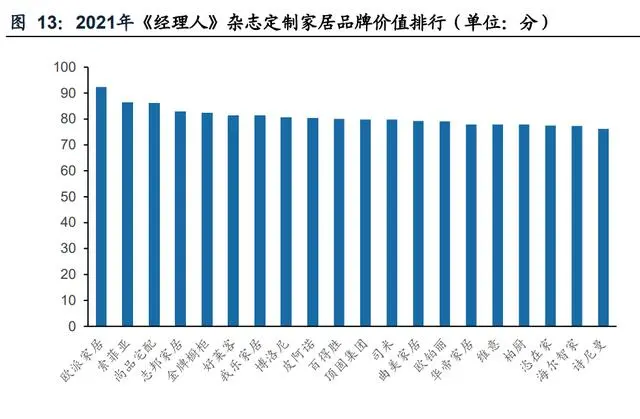 图 13：2021年《经理人》杂志定制家居品牌价值排行（单位：分）
100
90
80
70
60
50
40
30
20
10
0
欧派家居
索菲亚
尚品宅配
志邦家居
金牌橱柜
好莱客
我乐家居
博洛尼
皮阿诺
百得胜
顶固集团
司米
曲美家居
欧铂丽
华帝家居
维意
柏厨
恣在家
海尔智家
诗尼曼